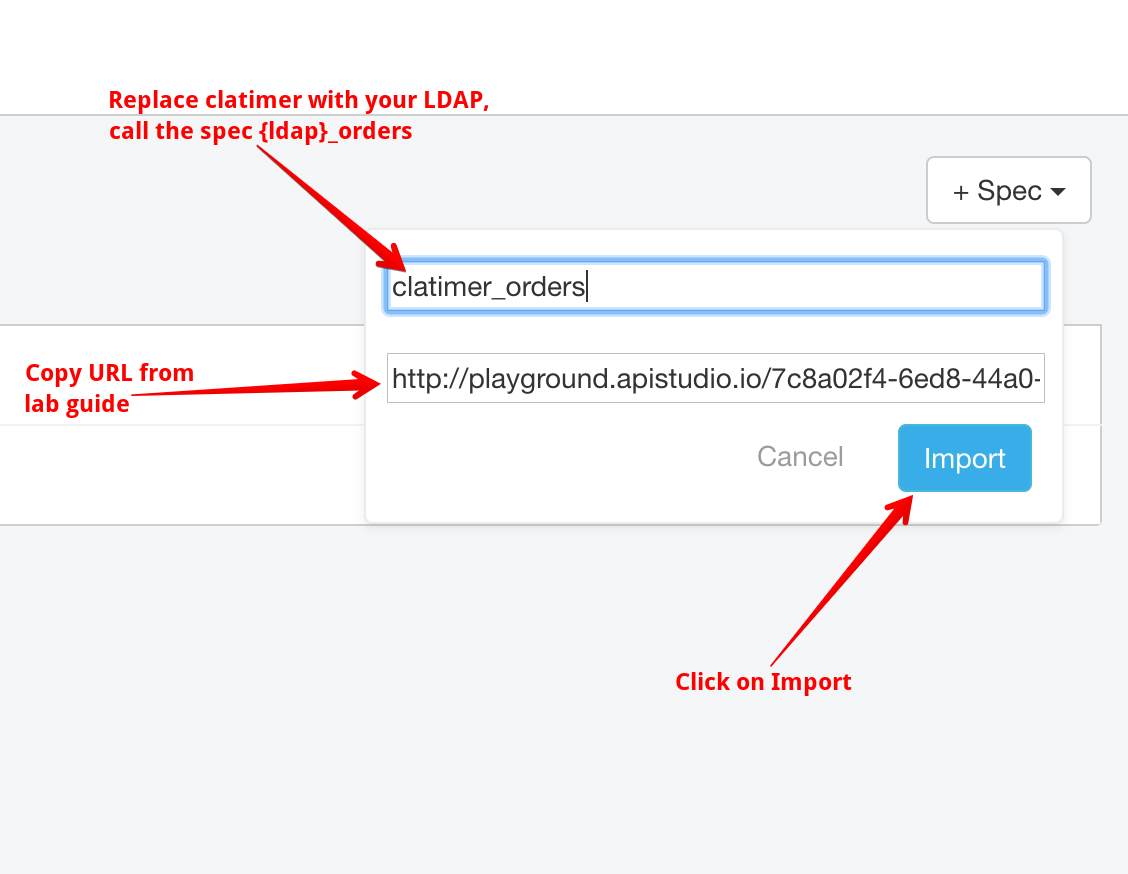 Replace clatimer with your LDAP,
call the spec {ldap}_orders
+ Spec
clatimer_orders
Copy URL from
lab guide
http://playground.apistudio.io/7c8a02f4-6ed8-44a0-
Cancel
Import
Click on Import